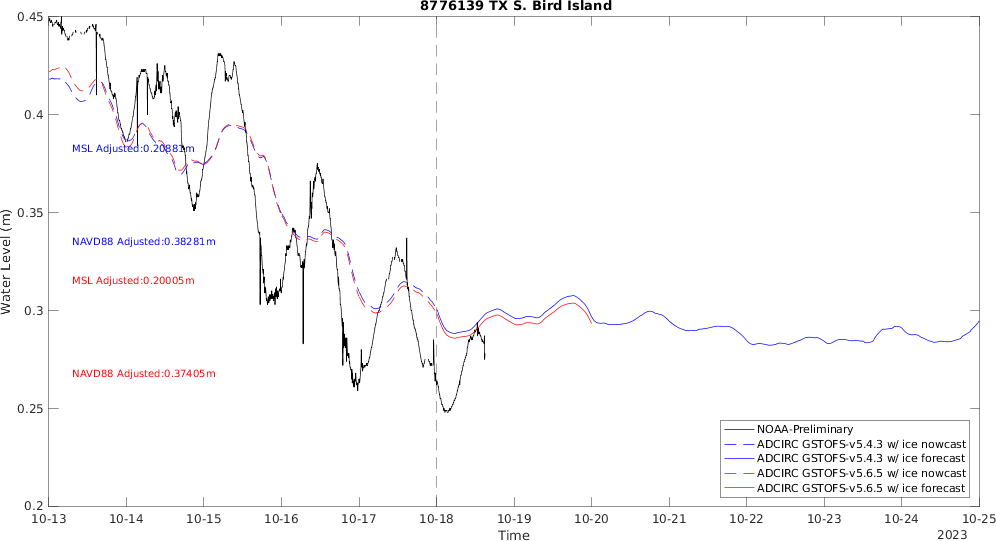 8776139 TX S. Bird Island
0.45
0.4
0.35
0.3
0.25
0.2
Water Level (m)
MSL Adjusted:0.20881m
NAVD88 Adjusted:0.38281m
MSL Adjusted:0.20005m
NAVD88 Adjusted:0.37405m
NOAA-Preliminary
ADCIRC GSTOFS-v5.4.3 w/ ice nowcast
ADCIRC GSTOFS-v5.4.3 w/ ice forecast
ADCIRC GSTOFS-v5.6.5 w/ ice nowcast
ADCIRC GSTOFS-v5.6.5 w/ ice forecast
10-13 10-14 10-15 10-16 10-17 10-18 10-19 10-20 10-21 10-22 10-23 10-24 10-25
Time
2023